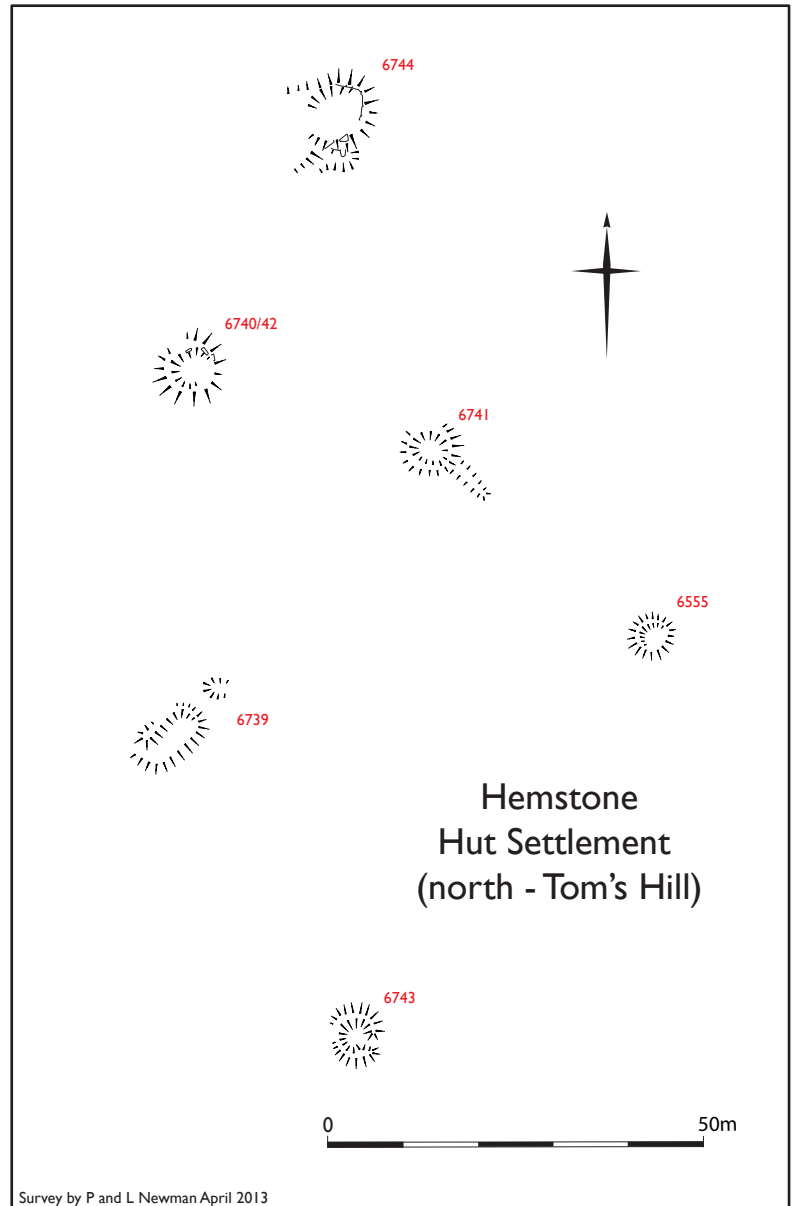 6744
6740/42
6741
6555
6739
Hemstone
Hut Settlement
(north - Tom's Hill)
6743
0 50m
Survey by P and L Newman April 2013